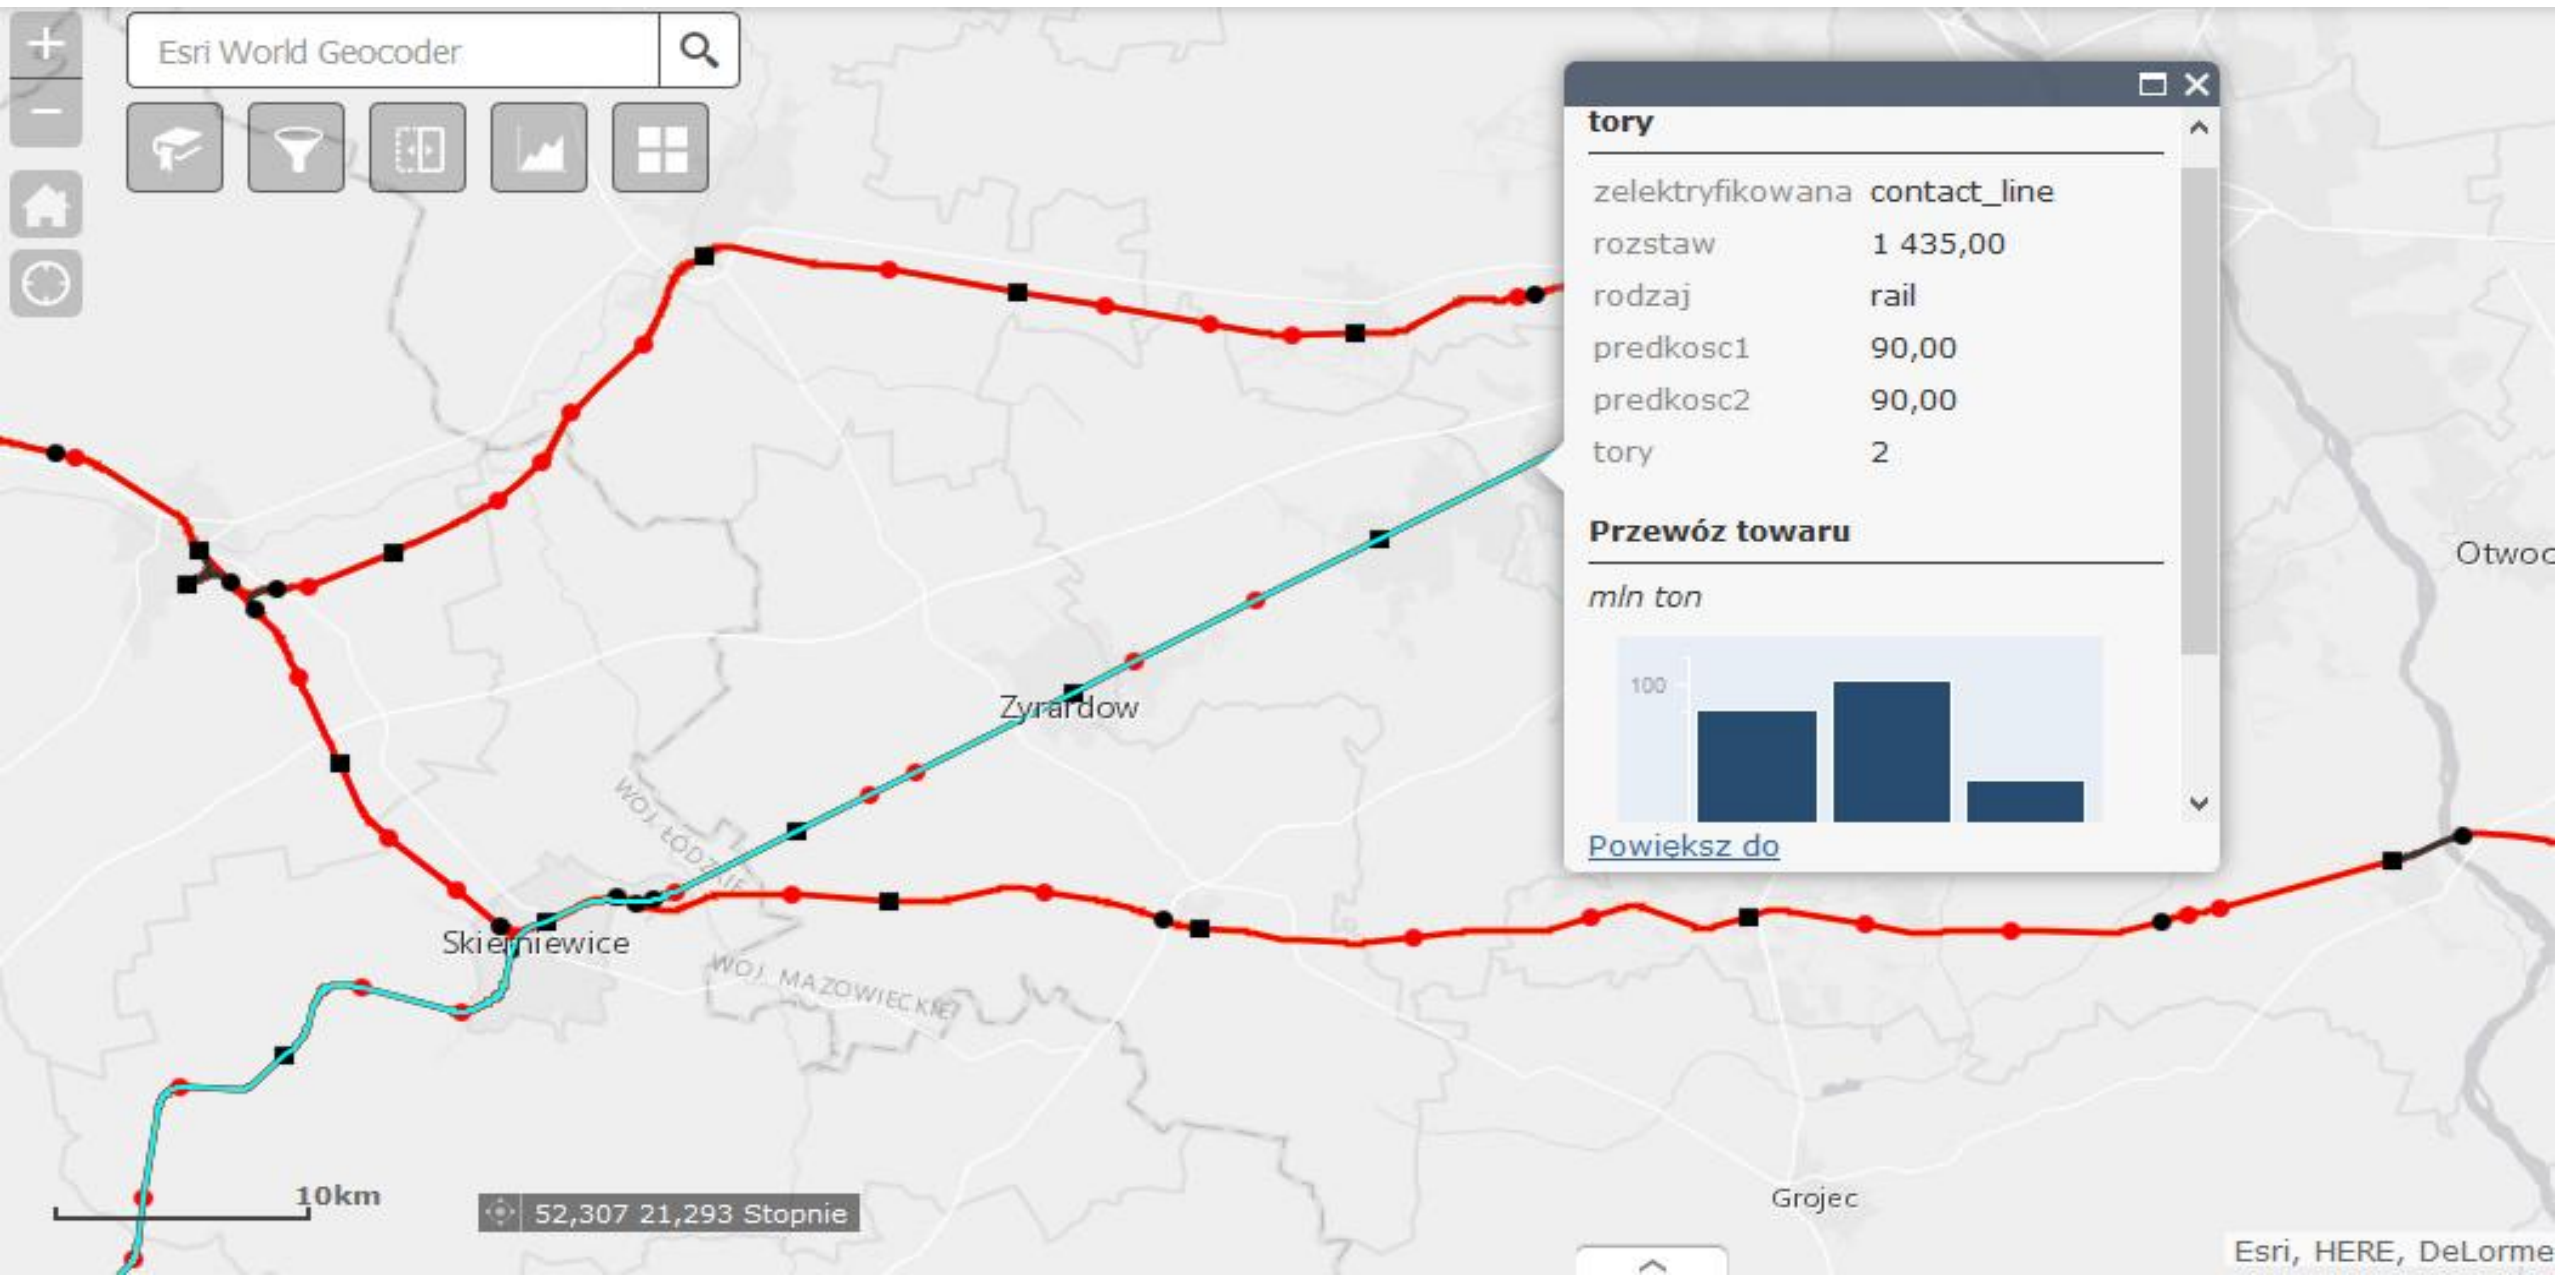 Esri World Geocoder
tory
zelektryfikowana contact_line
rozstaw 1 435,00
rodzaj rail
predkosc1 90,00
predkosc2 90,00
tory 2
Przewóz towaru
mln ton
100
Powiększ do
Otwoc
Zyrardow
WOJ. ŁÓDZKIE
Skierniewice
WOJ. MAZOWIECKIE
10km
52,307 21,293 Stopnie
Grojec
Esri, HERE, DeLorme